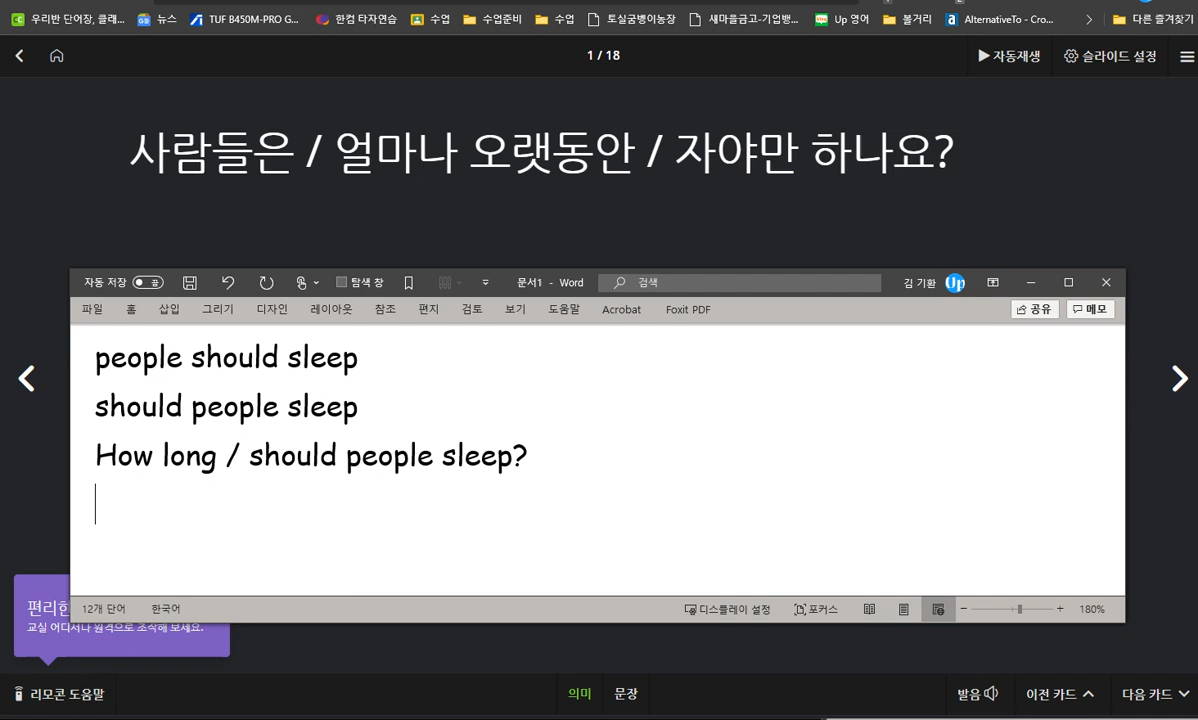 우리반 단어장, 클래... 뉴스 TUF B450M-PRO G... 한컴 타자연습 수업 수업준비 수업 토실굼벵이농장 새마을금고-기업뱅... Up 영어 볼거리 AlternativeTo - Cro... 다른 즐겨찾기
1 / 18 자동재생 슬라이드 설정
사람들은 / 얼마나 오랫동안 / 자야만 하나요?
자동 저장 끔 탐색 창 문서1 - Word 검색 김 기환 Up
파일 홈 삽입 그리기 디자인 레이아웃 참조 편지 검토 보기 도움말 Acrobat Foxit PDF 공유 메모
people should sleep
should people sleep
How long / should people sleep?
편리한
12개 단어 한국어 디스플레이 설정 포커스 180%
교실 어디서나 원격으로 조작해 보세요.
리모콘 도움말 의미 문장 발음 이전 카드 다음 카드